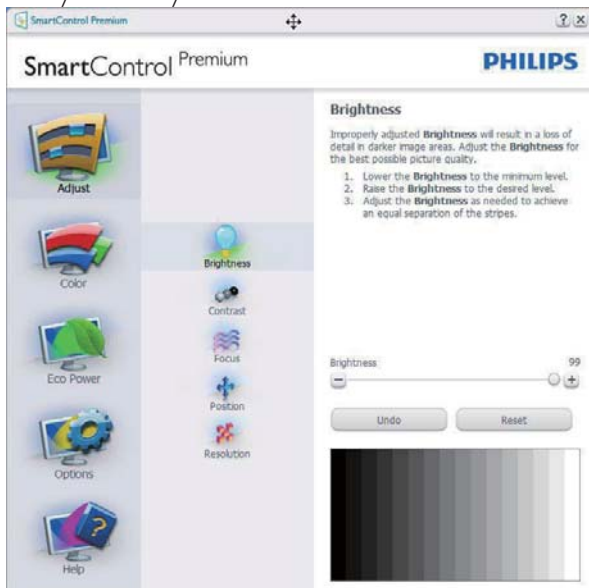 SmartControl Premium
? x
SmartControl Premium
PHILIPS
Adjust
Color
Eco Power
Options
Help
Brightness
Contrast
Focus
Position
Resolution
Brightness
Improperly adjusted Brightness will result in a loss of
detail in darker image areas. Adjust the Brightness for
the best possible picture quality.
1. Lower the Brightness to the minimum level.
2. Raise the Brightness to the desired level.
3. Adjust the Brightness as needed to achieve
an equal separation of the stripes.
Brightness 99
Undo Reset